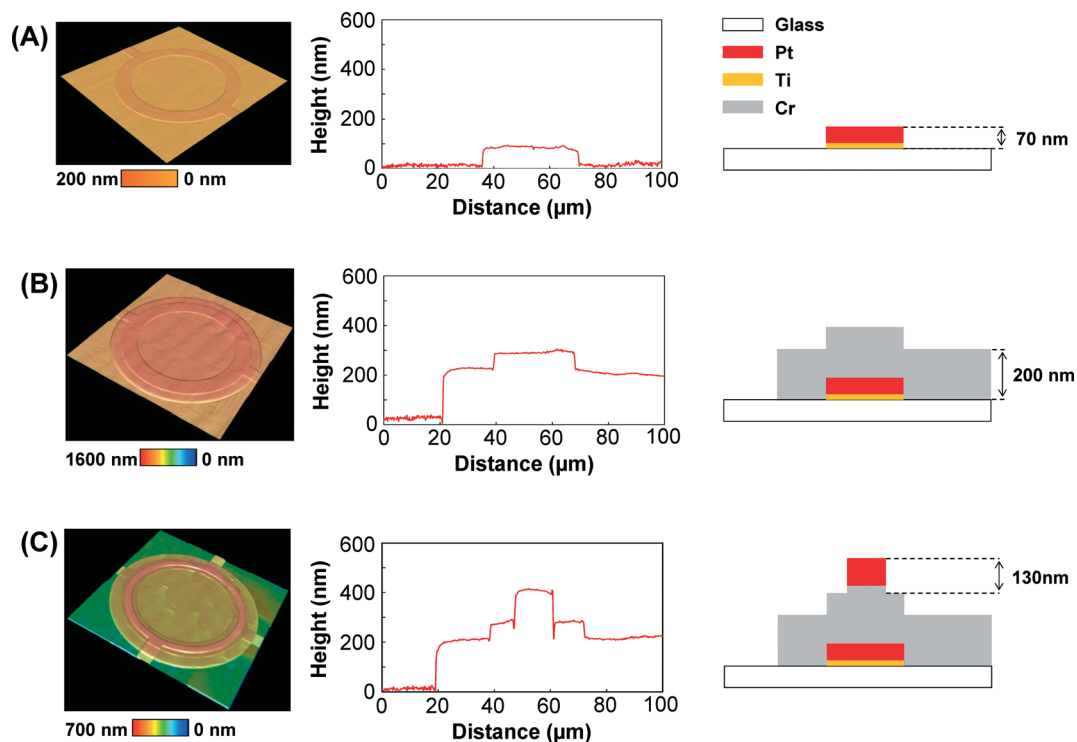 (A)
200 nm 0 nm
Height (nm)
600
400
200
0
0 20 40 60 80 100
Distance (µm)
Glass
Pt
Ti
Cr
70 nm
(B)
1600 nm 0 nm
Height (nm)
600
400
200
0
0 20 40 60 80 100
Distance (µm)
200 nm
(C)
700 nm 0 nm
Height (nm)
600
400
200
0
0 20 40 60 80 100
Distance (µm)
130nm